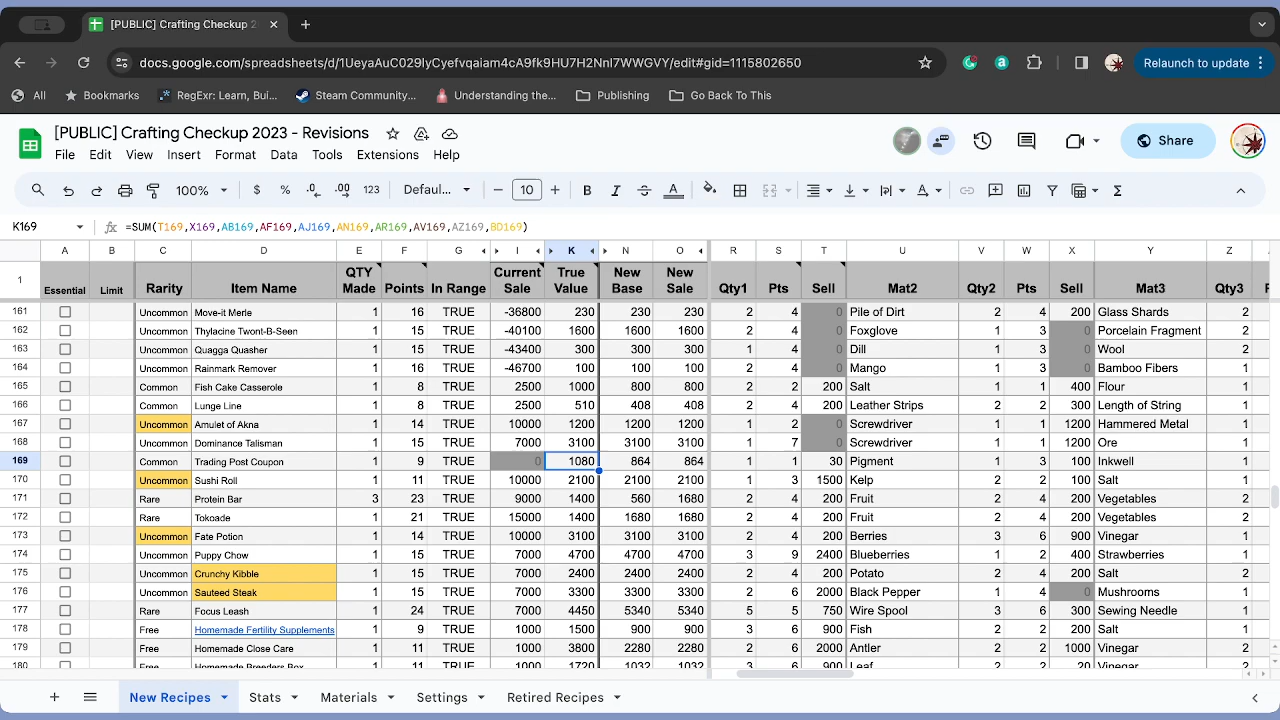 [PUBLIC] Crafting Checkup 2
docs.google.com/spreadsheets/d/1UeyaAuC029lyCyefvqaiam4cA9fk9HU7H2NnI7WWGVY/edit#gid=1115802650
Relaunch to update
All Bookmarks RegExr: Learn, Bui... Steam Community... Understanding the... Publishing Go Back To This
[PUBLIC] Crafting Checkup 2023 - Revisions
Share
File Edit View Insert Format Data Tools Extensions Help
100% $ % .0 .00 123 Defaul... 10 B I A Σ
K169 fx =SUM(T169,X169,AB169,AF169,AJ169,AN169,AR169,AV169,AZ169,BD169)
A B C D E F G I K N O R S T U V W X Y Z
1 Essential Limit Rarity Item Name QTY Made Points In Range Current Sale True Value New Base New Sale Qty1 Pts Sell Mat2 Qty2 Pts Sell Mat3 Qty3
161 Uncommon Move-it Merle 1 16 TRUE -36800 230 230 230 2 4 0 Pile of Dirt 2 4 200 Glass Shards 2
162 Uncommon Thylacine Twont-B-Seen 1 15 TRUE -40100 1600 1600 1600 2 4 0 Foxglove 1 3 0 Porcelain Fragment 1
163 Uncommon Quagga Quasher 1 15 TRUE -43400 300 300 300 1 4 0 Dill 1 3 0 Wool 2
164 Uncommon Rainmark Remover 1 16 TRUE -46700 100 100 100 2 4 0 Mango 1 3 0 Bamboo Fibers 1
165 Common Fish Cake Casserole 1 8 TRUE 2500 1000 800 800 2 2 200 Salt 1 1 400 Flour 1
166 Common Lunge Line 1 8 TRUE 2500 510 408 408 2 4 200 Leather Strips 2 2 300 Length of String 1
167 Uncommon Amulet of Akna 1 14 TRUE 10000 1200 1200 1200 1 2 0 Screwdriver 1 1 1200 Hammered Metal 1
168 Uncommon Dominance Talisman 1 15 TRUE 7000 3100 3100 3100 1 7 0 Screwdriver 1 1 1200 Ore 1
169 Common Trading Post Coupon 1 9 TRUE 0 1080 864 864 1 1 30 Pigment 1 3 100 Inkwell 1
170 Uncommon Sushi Roll 1 11 TRUE 10000 2100 2100 2100 1 3 1500 Kelp 2 2 100 Salt 1
171 Rare Protein Bar 3 23 TRUE 9000 1400 560 1680 2 4 200 Fruit 2 4 200 Vegetables 2
172 Rare Tokoade 1 21 TRUE 15000 1400 1680 1680 2 4 200 Fruit 2 4 200 Vegetables 2
173 Uncommon Fate Potion 1 14 TRUE 10000 3100 3100 3100 2 4 200 Berries 3 6 900 Vinegar 1
174 Uncommon Puppy Chow 1 15 TRUE 7000 4700 4700 4700 3 9 2400 Blueberries 1 2 400 Strawberries 1
175 Uncommon Crunchy Kibble 1 15 TRUE 7000 2400 2400 2400 2 4 200 Potato 2 4 200 Salt 2
176 Uncommon Sauteed Steak 1 15 TRUE 7000 3300 3300 3300 2 6 2000 Black Pepper 1 4 0 Mushrooms 1
177 Rare Focus Leash 1 24 TRUE 7000 4450 5340 5340 5 5 750 Wire Spool 3 6 300 Sewing Needle 1
178 Free Homemade Fertility Supplements 1 9 TRUE 1000 1500 900 900 3 6 900 Fish 2 2 200 Salt 1
179 Free Homemade Close Care 1 11 TRUE 1000 3800 2280 2280 2 6 2000 Antler 2 2 1000 Vinegar 1
180 Free Homemade Breeders Box 1 11 TRUE 1000 1720 1032 1032 3 6 900 Leaf 2 2 20 Vinegar 2
New Recipes Stats Materials Settings Retired Recipes